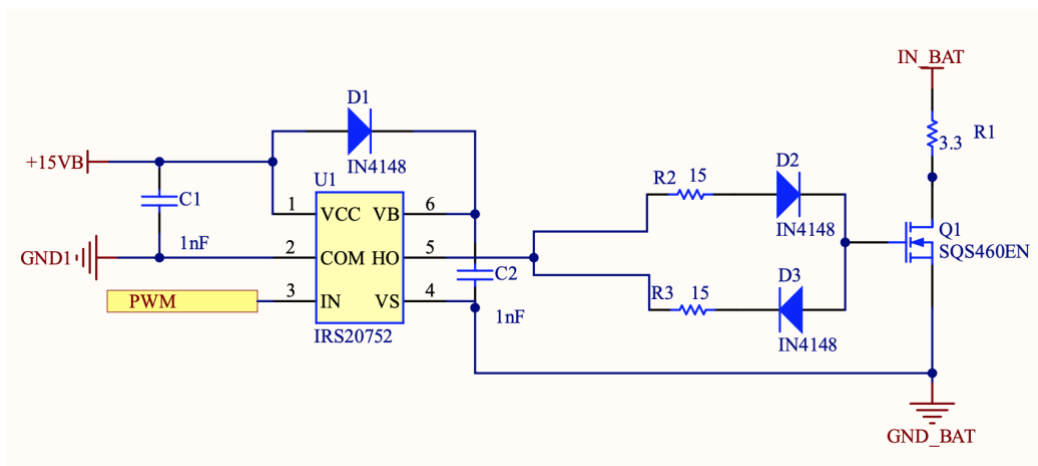 IN_BAT
D1
R1
3.3
+15VB
IN4148
D2
U1
R2 15
C1
1 VCC VB 6
IN4148
Q1
1nF
SQS460EN
GND1
2 COM HO 5
C2
D3
PWM
3 IN VS 4
R3 15
1nF
IRS20752
IN4148
GND_BAT